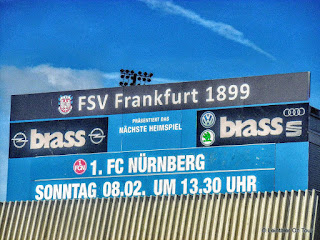 FSV Frankfurt 1899
PRÄSENTIERT DAS
NÄCHSTE HEIMSPIEL
brass
brass
1. FC NÜRNBERG
SONNTAG 08.02. UM 13.30 UHR